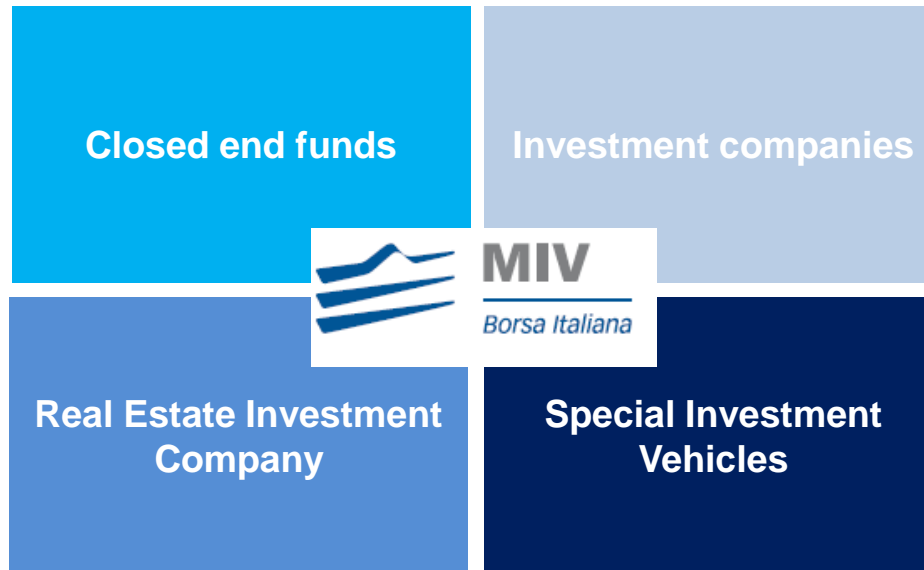 Closed end funds
Investment companies
MIV
Borsa Italiana
Real Estate Investment
Company
Special Investment
Vehicles